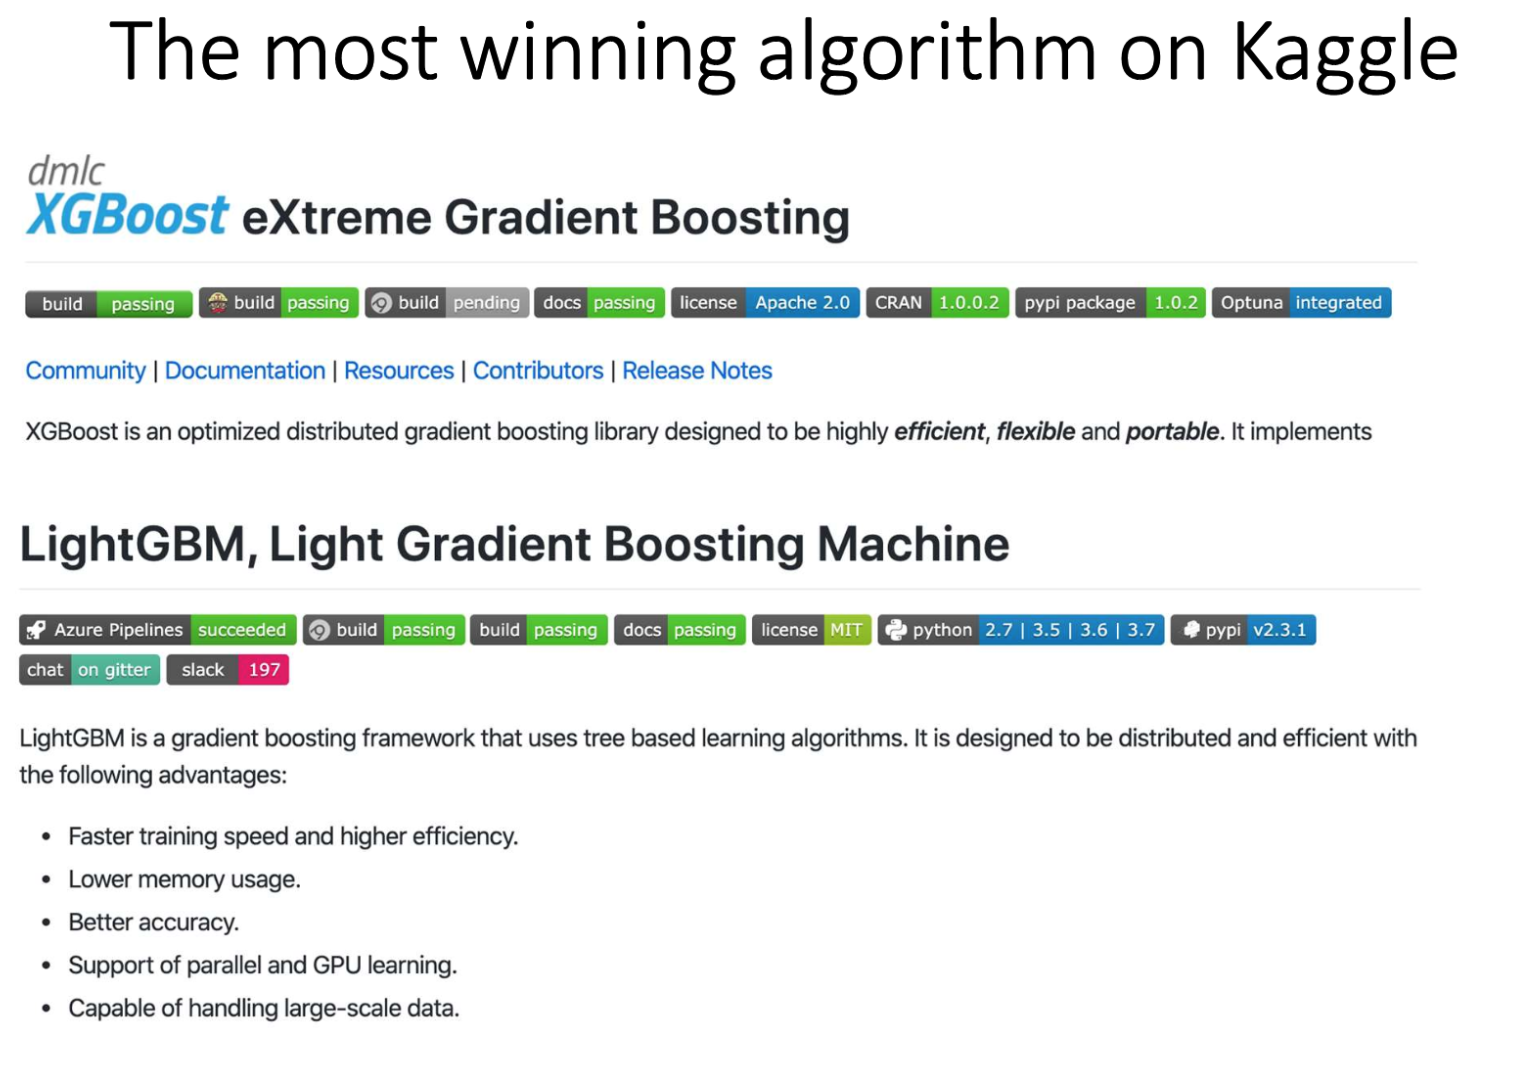 The most winning algorithm on Kaggle
dmlc
XGBoost eXtreme Gradient Boosting
build passing build passing build pending docs passing license Apache 2.0 CRAN 1.0.0.2 pypi package 1.0.2 Optuna integrated
Community | Documentation | Resources | Contributors | Release Notes
XGBoost is an optimized distributed gradient boosting library designed to be highly efficient, flexible and portable. It implements
LightGBM, Light Gradient Boosting Machine
Azure Pipelines succeeded build passing build passing docs passing license MIT python 2.7 | 3.5 | 3.6 | 3.7 pypi v2.3.1
chat on gitter slack 197
LightGBM is a gradient boosting framework that uses tree based learning algorithms. It is designed to be distributed and efficient with
the following advantages:
• Faster training speed and higher efficiency.
• Lower memory usage.
• Better accuracy.
• Support of parallel and GPU learning.
• Capable of handling large-scale data.